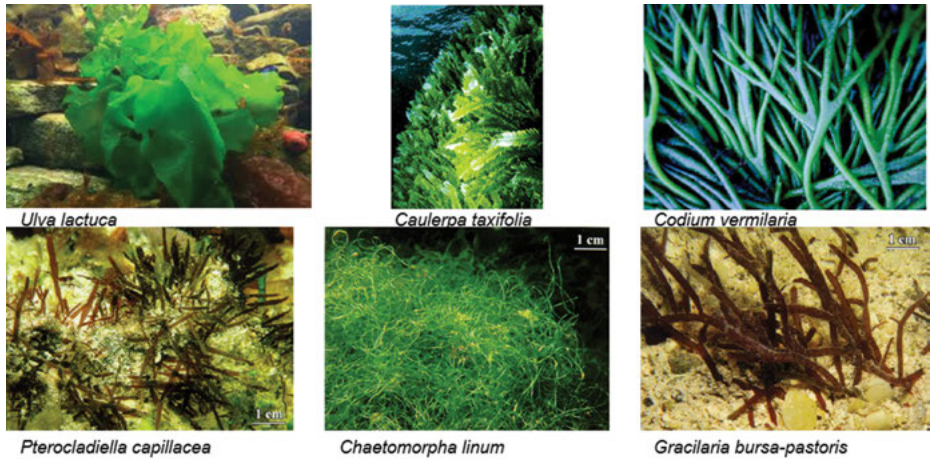 Ulva lactuca
Caulerpa taxifolia
Codium vermilaria
1 cm
1 cm
1 cm
Pterocladiella capillacea
Chaetomorpha linum
Gracilaria bursa-pastoris